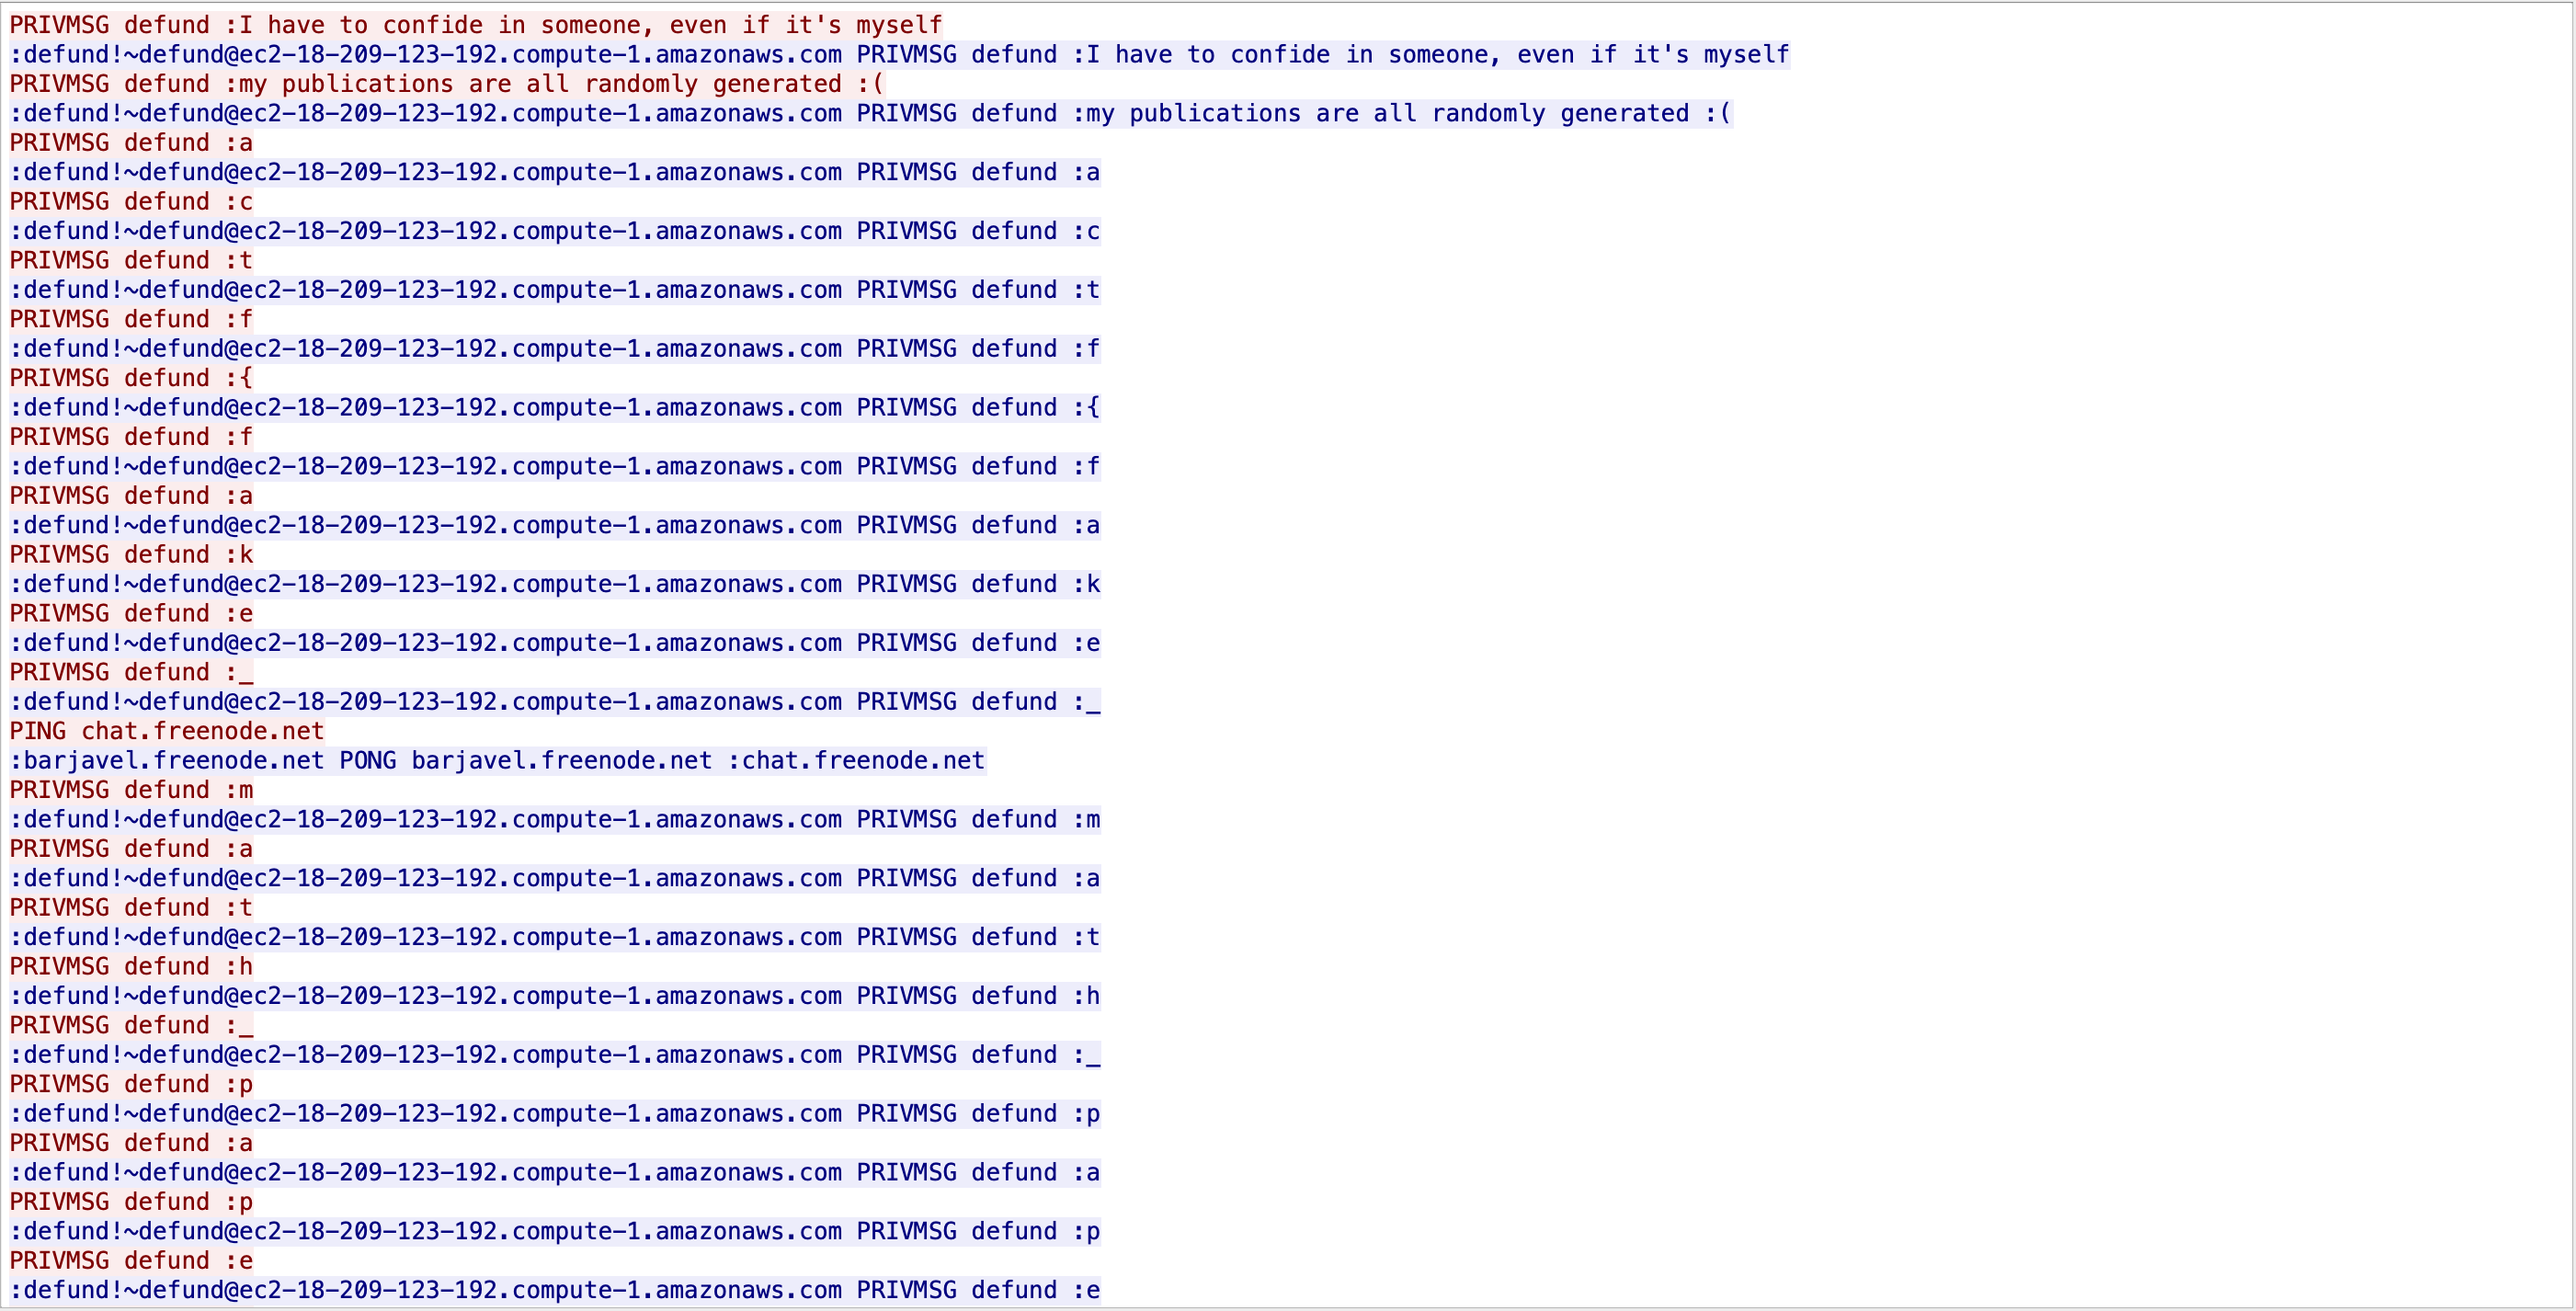 PRIVMSG defund :I have to confide in someone, even if it's myself
:defund!~defund@ec2-18-209-123-192.compute-1.amazonaws.com PRIVMSG defund :I have to confide in someone, even if it's myself
PRIVMSG defund :my publications are all randomly generated :(
:defund!~defund@ec2-18-209-123-192.compute-1.amazonaws.com PRIVMSG defund :my publications are all randomly generated :(
PRIVMSG defund :a
:defund!~defund@ec2-18-209-123-192.compute-1.amazonaws.com PRIVMSG defund :a
PRIVMSG defund :c
:defund!~defund@ec2-18-209-123-192.compute-1.amazonaws.com PRIVMSG defund :c
PRIVMSG defund :t
:defund!~defund@ec2-18-209-123-192.compute-1.amazonaws.com PRIVMSG defund :t
PRIVMSG defund :f
:defund!~defund@ec2-18-209-123-192.compute-1.amazonaws.com PRIVMSG defund :f
PRIVMSG defund :{
:defund!~defund@ec2-18-209-123-192.compute-1.amazonaws.com PRIVMSG defund :{
PRIVMSG defund :f
:defund!~defund@ec2-18-209-123-192.compute-1.amazonaws.com PRIVMSG defund :f
PRIVMSG defund :a
:defund!~defund@ec2-18-209-123-192.compute-1.amazonaws.com PRIVMSG defund :a
PRIVMSG defund :k
:defund!~defund@ec2-18-209-123-192.compute-1.amazonaws.com PRIVMSG defund :k
PRIVMSG defund :e
:defund!~defund@ec2-18-209-123-192.compute-1.amazonaws.com PRIVMSG defund :e
PRIVMSG defund :_
:defund!~defund@ec2-18-209-123-192.compute-1.amazonaws.com PRIVMSG defund :_
PING chat.freenode.net
:barjavel.freenode.net PONG barjavel.freenode.net :chat.freenode.net
PRIVMSG defund :m
:defund!~defund@ec2-18-209-123-192.compute-1.amazonaws.com PRIVMSG defund :m
PRIVMSG defund :a
:defund!~defund@ec2-18-209-123-192.compute-1.amazonaws.com PRIVMSG defund :a
PRIVMSG defund :t
:defund!~defund@ec2-18-209-123-192.compute-1.amazonaws.com PRIVMSG defund :t
PRIVMSG defund :h
:defund!~defund@ec2-18-209-123-192.compute-1.amazonaws.com PRIVMSG defund :h
PRIVMSG defund :_
:defund!~defund@ec2-18-209-123-192.compute-1.amazonaws.com PRIVMSG defund :_
PRIVMSG defund :p
:defund!~defund@ec2-18-209-123-192.compute-1.amazonaws.com PRIVMSG defund :p
PRIVMSG defund :a
:defund!~defund@ec2-18-209-123-192.compute-1.amazonaws.com PRIVMSG defund :a
PRIVMSG defund :p
:defund!~defund@ec2-18-209-123-192.compute-1.amazonaws.com PRIVMSG defund :p
PRIVMSG defund :e
:defund!~defund@ec2-18-209-123-192.compute-1.amazonaws.com PRIVMSG defund :e